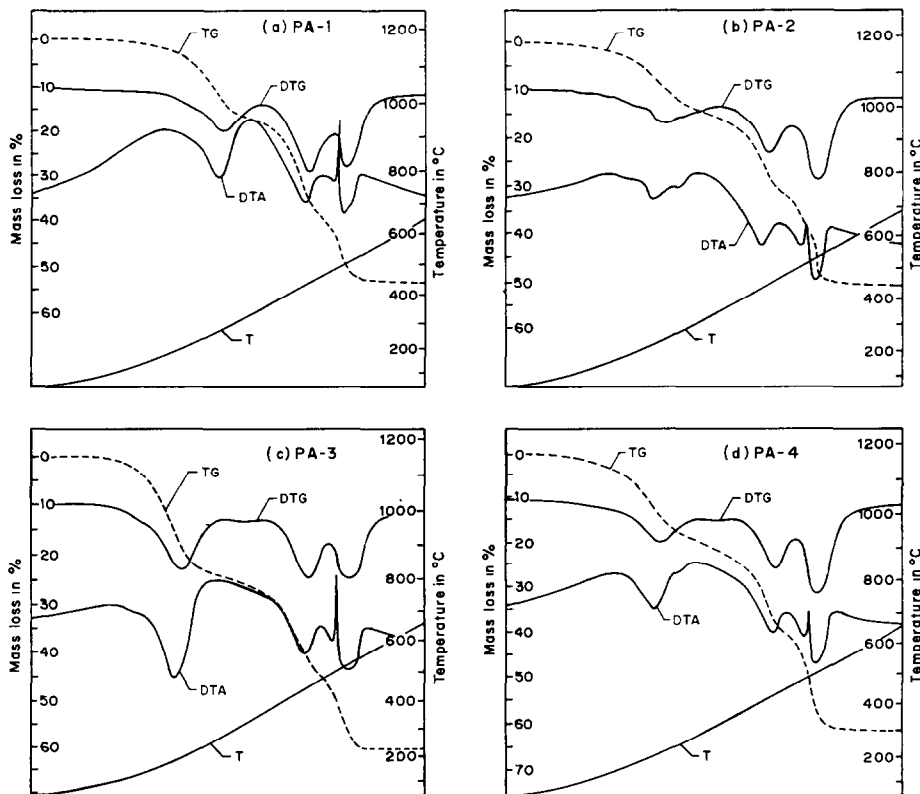 (a) PA-1
TG
DTG
DTA
T
0
10
20
30
40
50
60
Mass loss in %
1200
1000
800
600
400
200
Temperature in °C
(b) PA-2
TG
DTG
DTA
T
0
10
20
30
40
50
60
Mass loss in %
1200
1000
800
600
400
200
Temperature in °C
(c) PA-3
TG
DTG
DTA
T
0
10
20
30
40
50
60
Mass loss in %
1200
1000
800
600
400
200
Temperature in °C
(d) PA-4
TG
DTG
DTA
T
0
10
20
30
40
50
60
70
Mass loss in %
1200
1000
800
600
400
200
Temperature in °C